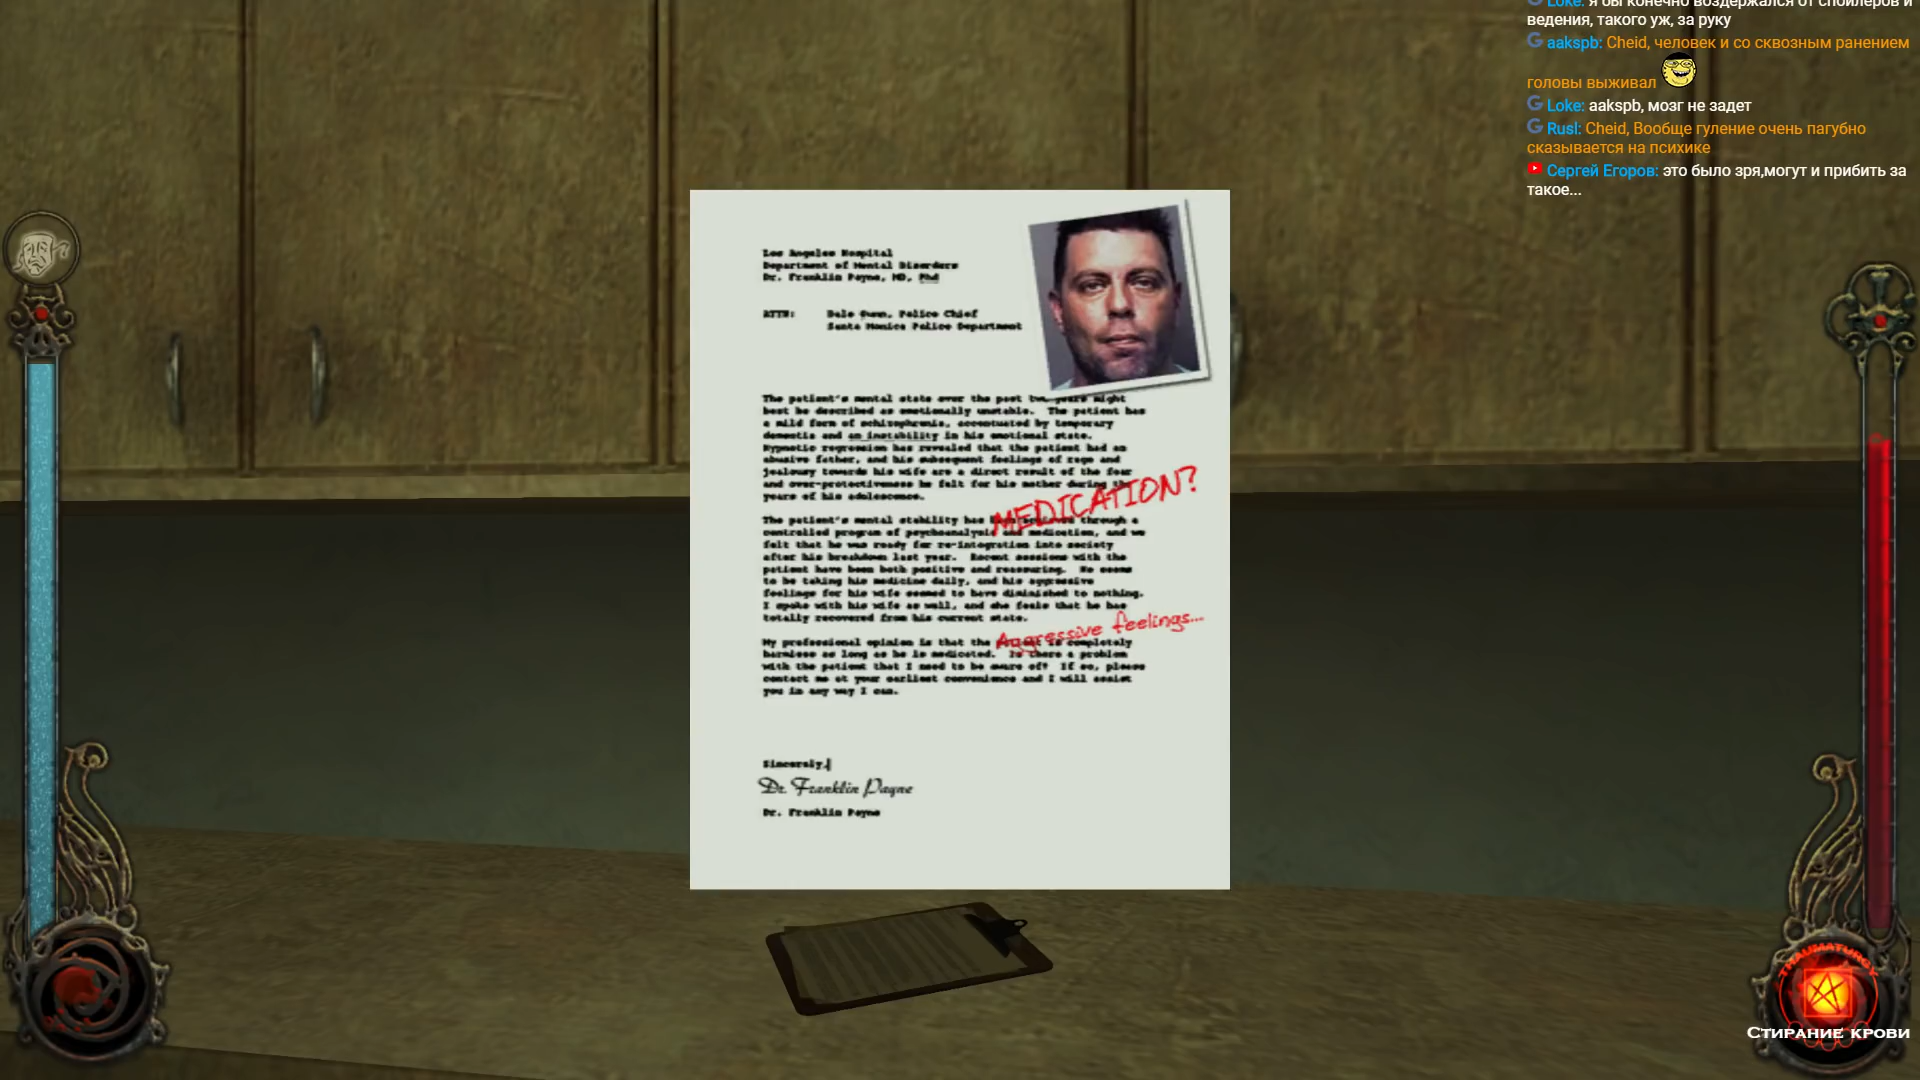 Loke: я бы конечно воздержался от спойлеров и
ведения, такого уж, за руку
aakspb: Cheid, человек и со сквозным ранением
головы выживал
Loke: aakspb, мозг не задет
Rusl: Cheid, Вообще гуление очень пагубно
сказывается на психике
Сергей Егоров: это было зря,могут и прибить за
такое...
Los Angeles Hospital
Department of Mental Disorders
Dr. Franklin Payne, MD, Phd
ATTN: Dale Police Chief
Santa Monica Police Department
The patient's mental state over the past two years might
best be described as emotionally unstable. The patient has
a mild form of schizophrenia, accentuated by temporary
dementia and an instability in his emotional state.
Hypnotic regression has revealed that the patient had an
abusive father, and his subsequent feelings of rage and
jealousy towards his wife are a direct result of the fear
and over-protectiveness he felt for his mother during the
years of his adolescence.
MEDICATION?
The patient's mental stability has been through a
controlled program of psychoanalysis and medication, and we
felt that he was ready for re-integration into society
after his breakdown last year. Recent sessions with the
patient have been both positive and reassuring. He seems
to be taking his medicine daily, and his aggressive
feelings for his wife seemed to have diminished to nothing.
I spoke with his wife as well, and she feels that he has
totally recovered from his current state.
Aggressive feelings...
My professional opinion is that the is completely
harmless as long as he is medicated. Is there a problem
with the patient that I need to be aware of? If so, please
contact me at your earliest convenience and I will assist
you in any way I can.
Sincerely,
Dr. Franklin Payne
Dr. Franklin Payne
THAUMATURGY
Стирание крови